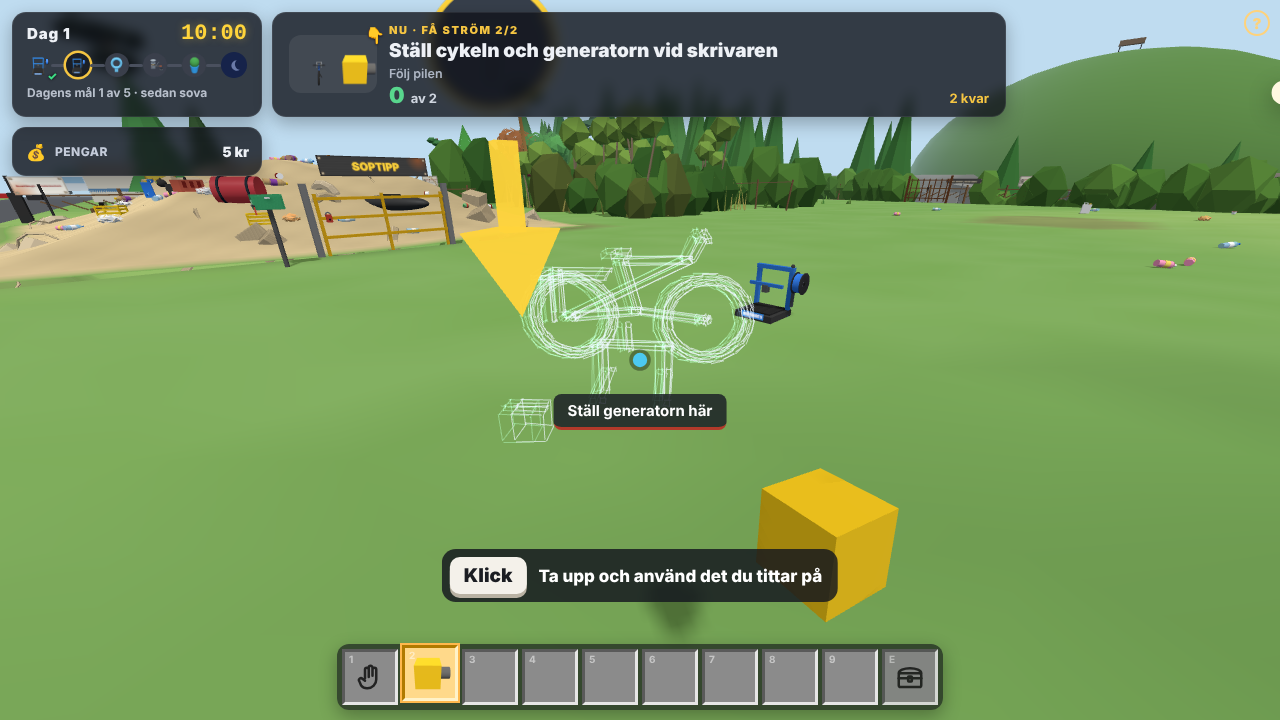 Dag 1
10:00
Dagens mål 1 av 5 · sedan sova
PENGAR
5 kr
NU · FÅ STRÖM 2/2
Ställ cykeln och generatorn vid skrivaren
Följ pilen
0 av 2
2 kvar
?
SOPTIPP
Ställ generatorn här
Klick
Ta upp och använd det du tittar på
1
2
3
4
5
6
7
8
9
E